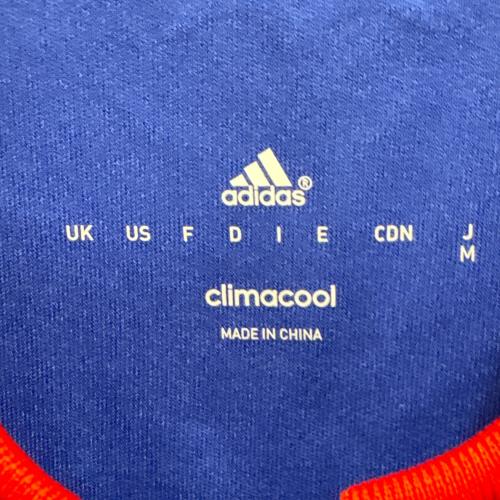 adidas®
UK US F D I E CDN J
M
climacool
MADE IN CHINA